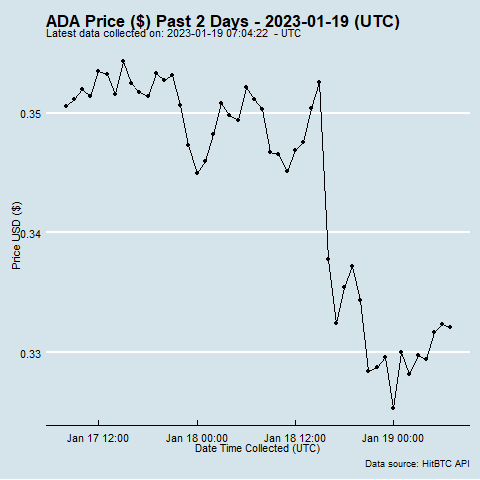 ADA Price ($) Past 2 Days - 2023-01-19 (UTC)
Latest data collected on: 2023-01-19 07:04:22 - UTC
0.35
0.34
0.33
Price USD ($)
Jan 17 12:00 Jan 18 00:00 Jan 18 12:00 Jan 19 00:00
Date Time Collected (UTC)
Data source: HitBTC API